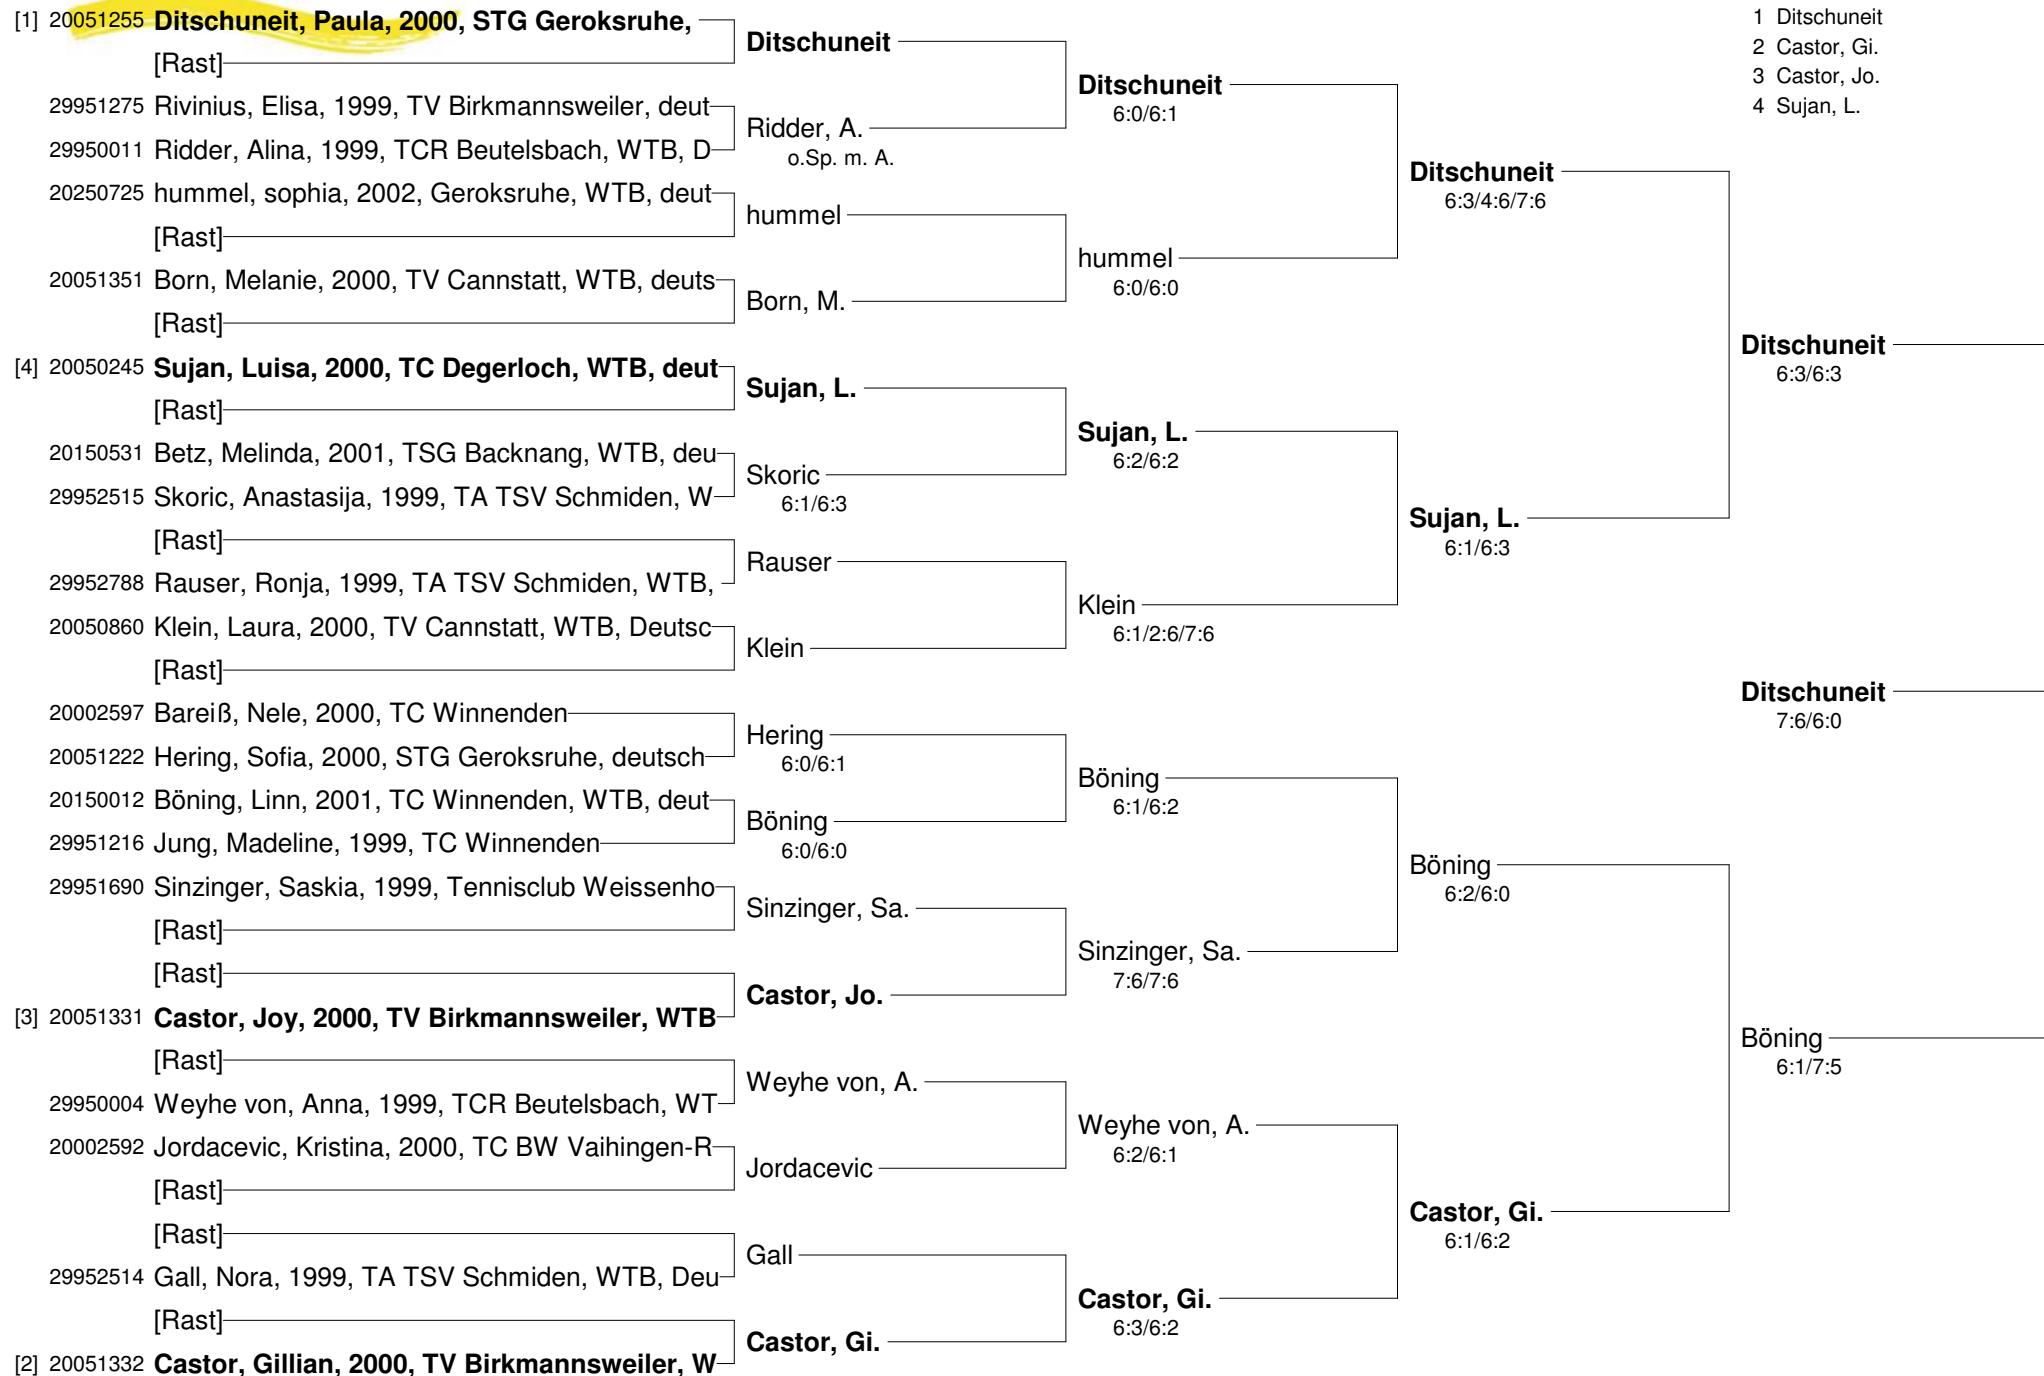 [1] 20051255 Ditschuneit, Paula, 2000, STG Geroksruhe,
[Rast]
29951275 Rivinius, Elisa, 1999, TV Birkmannsweiler, deut
29950011 Ridder, Alina, 1999, TCR Beutelsbach, WTB, D
20250725 hummel, sophia, 2002, Geroksruhe, WTB, deut
[Rast]
20051351 Born, Melanie, 2000, TV Cannstatt, WTB, deuts
[Rast]
[4] 20050245 Sujan, Luisa, 2000, TC Degerloch, WTB, deut
[Rast]
20150531 Betz, Melinda, 2001, TSG Backnang, WTB, deu
29952515 Skoric, Anastasija, 1999, TA TSV Schmiden, W
[Rast]
29952788 Rauser, Ronja, 1999, TA TSV Schmiden, WTB,
20050860 Klein, Laura, 2000, TV Cannstatt, WTB, Deutsc
[Rast]
20002597 Bareiß, Nele, 2000, TC Winnenden
20051222 Hering, Sofia, 2000, STG Geroksruhe, deutsch
20150012 Böning, Linn, 2001, TC Winnenden, WTB, deut
29951216 Jung, Madeline, 1999, TC Winnenden
29951690 Sinzinger, Saskia, 1999, Tennisclub Weissenho
[Rast]
[Rast]
[3] 20051331 Castor, Joy, 2000, TV Birkmannsweiler, WTB
[Rast]
29950004 Weyhe von, Anna, 1999, TCR Beutelsbach, WT
20002592 Jordacevic, Kristina, 2000, TC BW Vaihingen-R
[Rast]
[Rast]
29952514 Gall, Nora, 1999, TA TSV Schmiden, WTB, Deu
[Rast]
[2] 20051332 Castor, Gillian, 2000, TV Birkmannsweiler, W
Ditschuneit
Ridder, A.
o.Sp. m. A.
hummel
Born, M.
Sujan, L.
Skoric
6:1/6:3
Rauser
Klein
Hering
6:0/6:1
Böning
6:0/6:0
Sinzinger, Sa.
Castor, Jo.
Weyhe von, A.
Jordacevic
Gall
Castor, Gi.
Ditschuneit
6:0/6:1
hummel
6:0/6:0
Sujan, L.
6:2/6:2
Klein
6:1/2:6/7:6
Böning
6:1/6:2
Sinzinger, Sa.
7:6/7:6
Weyhe von, A.
6:2/6:1
Castor, Gi.
6:3/6:2
Ditschuneit
6:3/4:6/7:6
Sujan, L.
6:1/6:3
Böning
6:2/6:0
Castor, Gi.
6:1/6:2
1 Ditschuneit
2 Castor, Gi.
3 Castor, Jo.
4 Sujan, L.
Ditschuneit
6:3/6:3
Ditschuneit
7:6/6:0
Böning
6:1/7:5